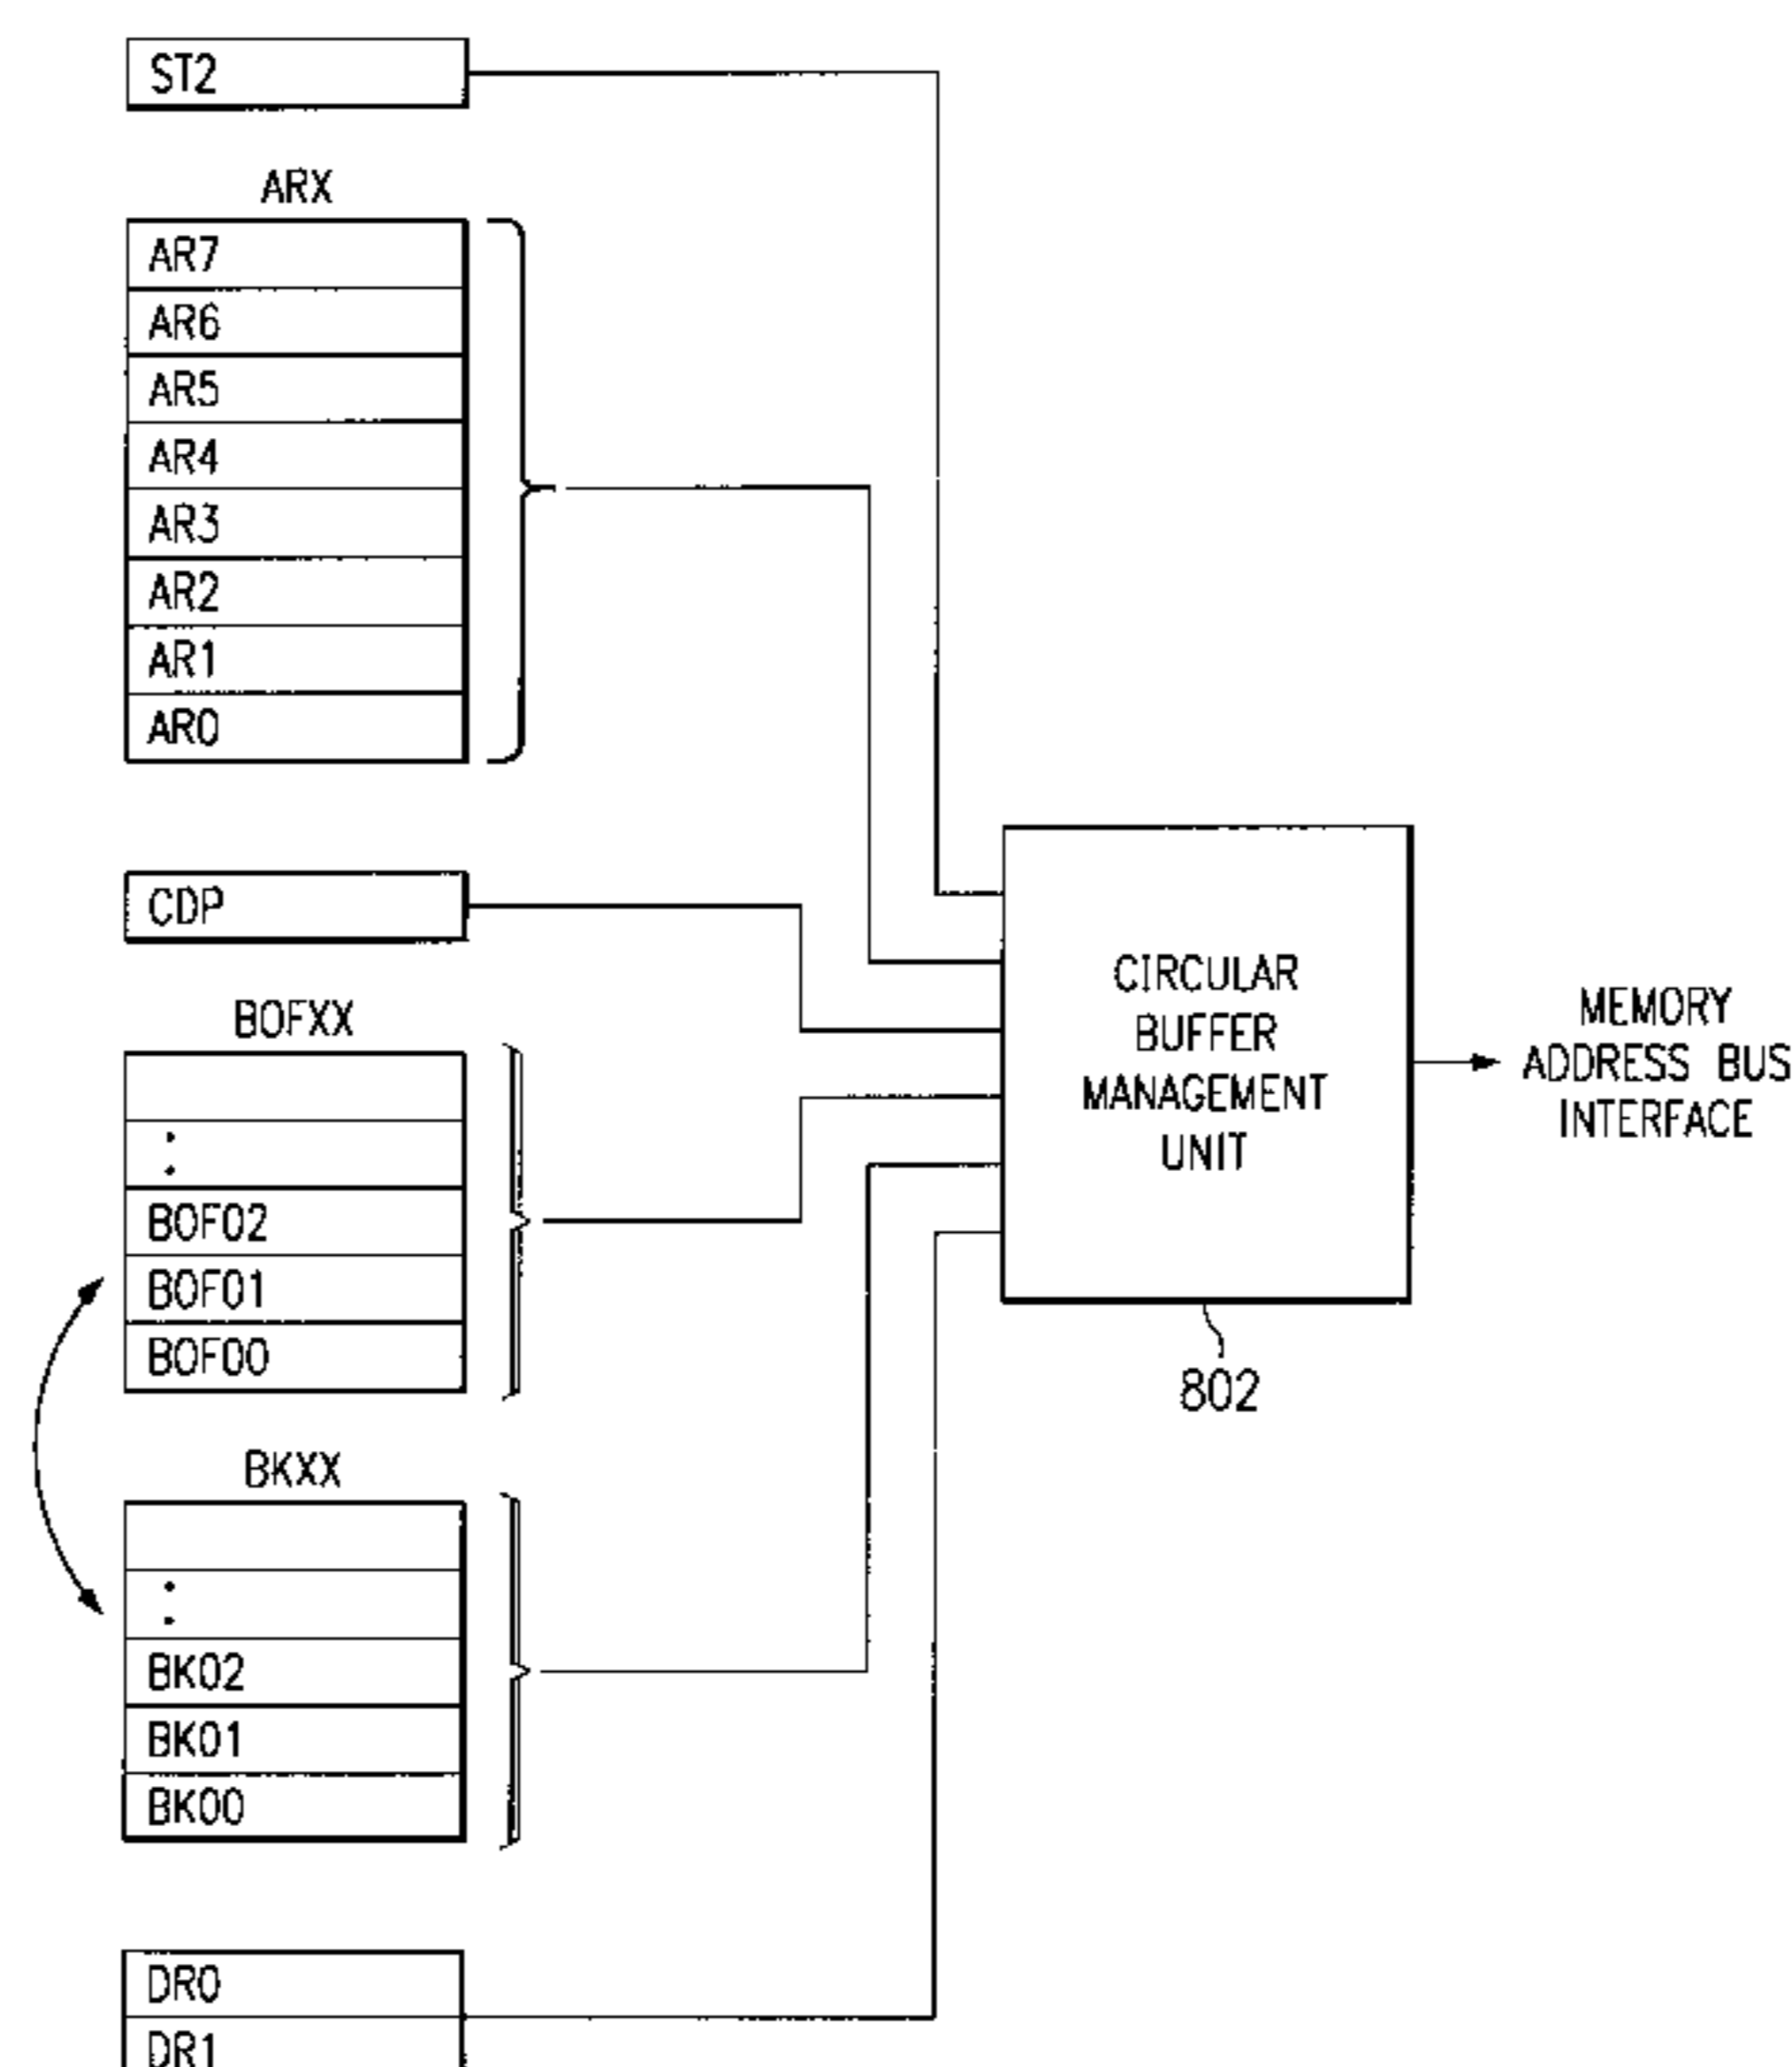 ST2
ARX
AR7
AR6
AR5
AR4
AR3
AR2
AR1
AR0
CDP
BOFXX
:
BOF02
BOF01
BOF00
BKXX
:
BK02
BK01
BK00
DR0
DR1
CIRCULAR
BUFFER
MANAGEMENT
UNIT
802
MEMORY
ADDRESS BUS
INTERFACE